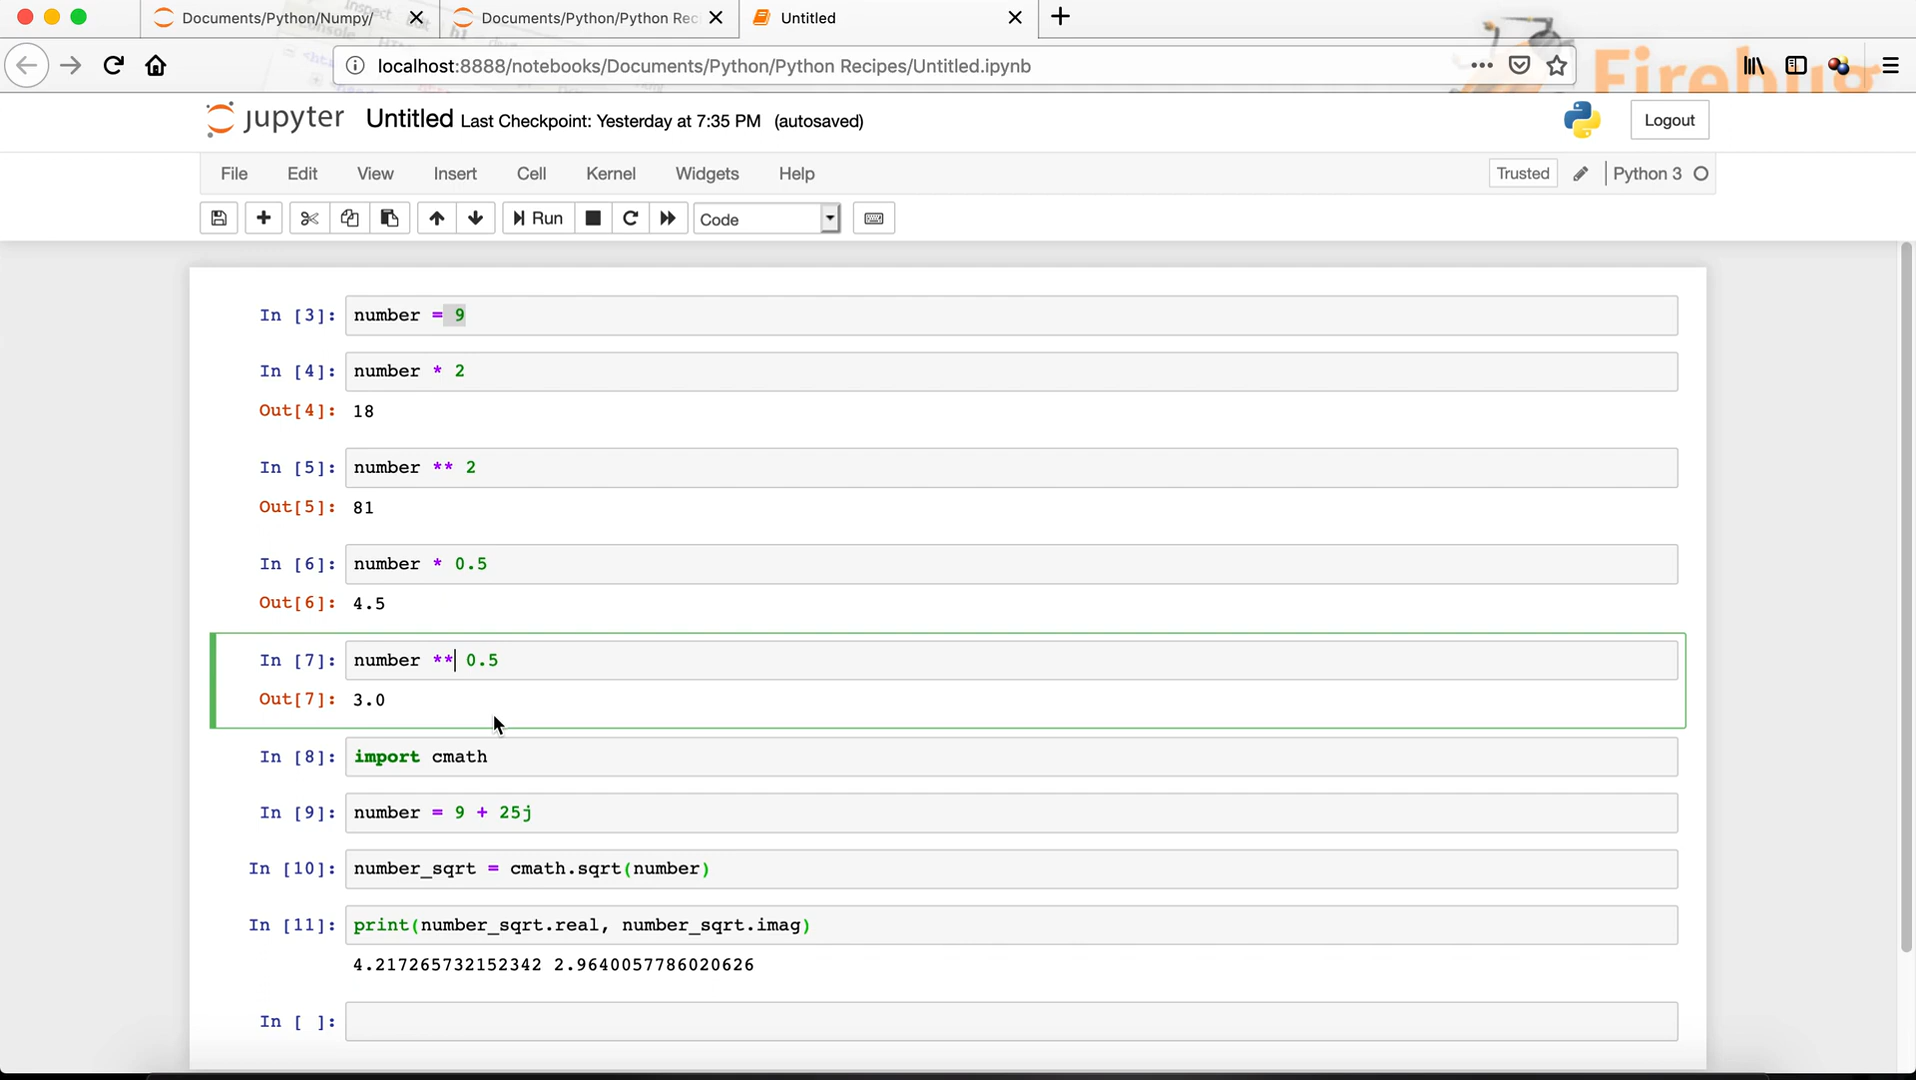 Documents/Python/Numpy/
Documents/Python/Python Rec
Untitled
localhost:8888/notebooks/Documents/Python/Python Recipes/Untitled.ipynb
Firebug
jupyter Untitled Last Checkpoint: Yesterday at 7:35 PM (autosaved)
Logout
File Edit View Insert Cell Kernel Widgets Help
Trusted Python 3
Run Code
In [3]: number = 9
In [4]: number * 2
Out[4]: 18
In [5]: number ** 2
Out[5]: 81
In [6]: number * 0.5
Out[6]: 4.5
In [7]: number ** 0.5
Out[7]: 3.0
In [8]: import cmath
In [9]: number = 9 + 25j
In [10]: number_sqrt = cmath.sqrt(number)
In [11]: print(number_sqrt.real, number_sqrt.imag)
4.217265732152342 2.9640057786020626
In [ ]: